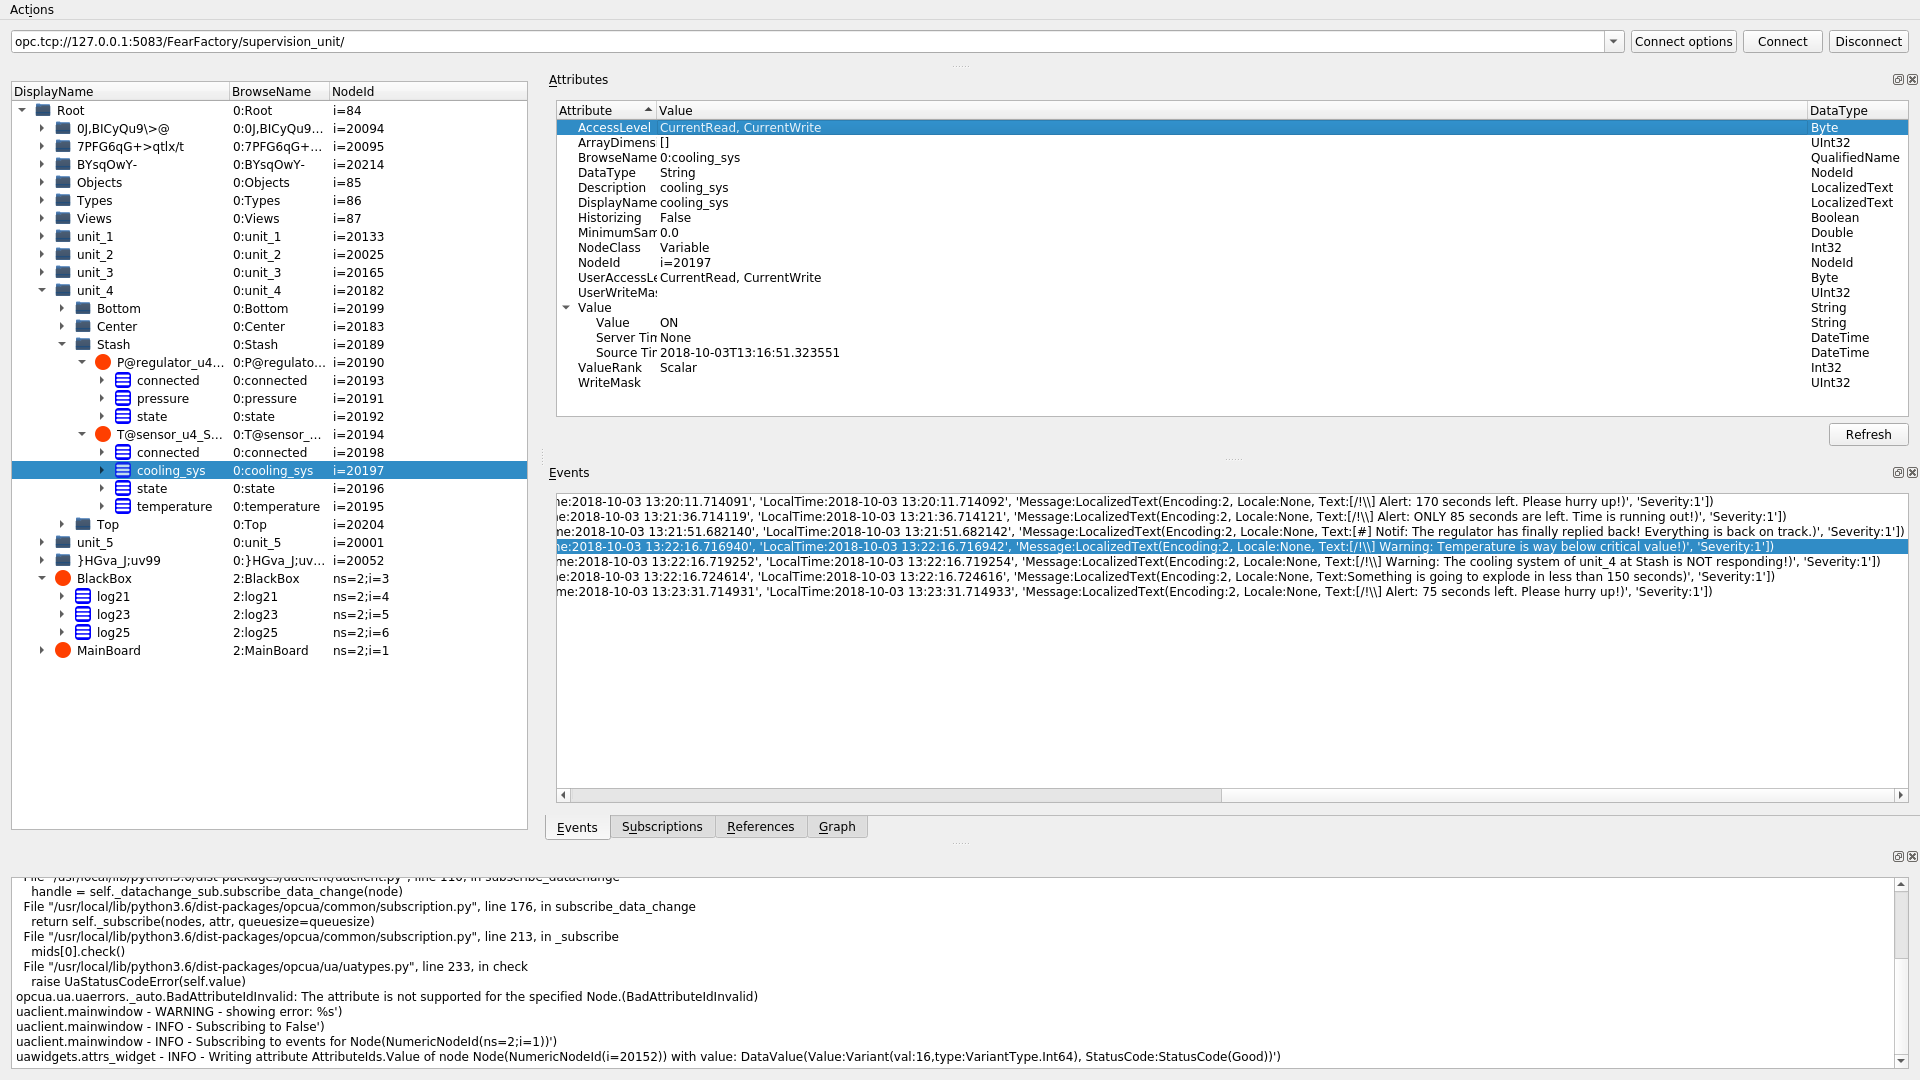 Actions
opc.tcp://127.0.0.1:5083/FearFactory/supervision_unit/
Connect options
Connect
Disconnect
DisplayName BrowseName NodeId
Root 0:Root i=84
0J,BICyQu9\>@ 0:0J,BICyQu9... i=20094
7PFG6qG+>qtlx/t 0:7PFG6qG+... i=20095
BYsqOwY- 0:BYsqOwY- i=20214
Objects 0:Objects i=85
Types 0:Types i=86
Views 0:Views i=87
unit_1 0:unit_1 i=20133
unit_2 0:unit_2 i=20025
unit_3 0:unit_3 i=20165
unit_4 0:unit_4 i=20182
Bottom 0:Bottom i=20199
Center 0:Center i=20183
Stash 0:Stash i=20189
P@regulator_u4... 0:P@regulato... i=20190
connected 0:connected i=20193
pressure 0:pressure i=20191
state 0:state i=20192
T@sensor_u4_S... 0:T@sensor_... i=20194
connected 0:connected i=20198
cooling_sys 0:cooling_sys i=20197
state 0:state i=20196
temperature 0:temperature i=20195
Top 0:Top i=20204
unit_5 0:unit_5 i=20001
}HGva_J;uv99 0:}HGva_J;uv... i=20052
BlackBox 2:BlackBox ns=2;i=3
log21 2:log21 ns=2;i=4
log23 2:log23 ns=2;i=5
log25 2:log25 ns=2;i=6
MainBoard 2:MainBoard ns=2;i=1
Attributes
Attribute Value DataType
AccessLevel CurrentRead, CurrentWrite Byte
ArrayDimens [] UInt32
BrowseName 0:cooling_sys QualifiedName
DataType String NodeId
Description cooling_sys LocalizedText
DisplayName cooling_sys LocalizedText
Historizing False Boolean
MinimumSam 0.0 Double
NodeClass Variable Int32
NodeId i=20197 NodeId
UserAccessLe CurrentRead, CurrentWrite Byte
UserWriteMas UInt32
Value String
Value ON String
Server Tim None DateTime
Source Tir 2018-10-03T13:16:51.323551 DateTime
ValueRank Scalar Int32
WriteMask UInt32
Refresh
Events
ne:2018-10-03 13:20:11.714091', 'LocalTime:2018-10-03 13:20:11.714092', 'Message:LocalizedText(Encoding:2, Locale:None, Text:[/!\\] Alert: 170 seconds left. Please hurry up!)', 'Severity:1'])
ne:2018-10-03 13:21:36.714119', 'LocalTime:2018-10-03 13:21:36.714121', 'Message:LocalizedText(Encoding:2, Locale:None, Text:[/!\\] Alert: ONLY 85 seconds are left. Time is running out!)', 'Severity:1'])
me:2018-10-03 13:21:51.682140', 'LocalTime:2018-10-03 13:21:51.682142', 'Message:LocalizedText(Encoding:2, Locale:None, Text:[#] Notif: The regulator has finally replied back! Everything is back on track.)', 'Severity:1'])
ne:2018-10-03 13:22:16.716940', 'LocalTime:2018-10-03 13:22:16.716942', 'Message:LocalizedText(Encoding:2, Locale:None, Text:[/!\\] Warning: Temperature is way below critical value!)', 'Severity:1'])
me:2018-10-03 13:22:16.719252', 'LocalTime:2018-10-03 13:22:16.719254', 'Message:LocalizedText(Encoding:2, Locale:None, Text:[/!\\] Warning: The cooling system of unit_4 at Stash is NOT responding!)', 'Severity:1'])
ne:2018-10-03 13:22:16.724614', 'LocalTime:2018-10-03 13:22:16.724616', 'Message:LocalizedText(Encoding:2, Locale:None, Text:Something is going to explode in less than 150 seconds)', 'Severity:1'])
me:2018-10-03 13:23:31.714931', 'LocalTime:2018-10-03 13:23:31.714933', 'Message:LocalizedText(Encoding:2, Locale:None, Text:[/!\\] Alert: 75 seconds left. Please hurry up!)', 'Severity:1'])
Events Subscriptions References Graph
File "/usr/local/lib/python3.6/dist-packages/uaclient/uaclient.py", line 110, in subscribe_datachange
handle = self._datachange_sub.subscribe_data_change(node)
File "/usr/local/lib/python3.6/dist-packages/opcua/common/subscription.py", line 176, in subscribe_data_change
return self._subscribe(nodes, attr, queuesize=queuesize)
File "/usr/local/lib/python3.6/dist-packages/opcua/common/subscription.py", line 213, in _subscribe
mids[0].check()
File "/usr/local/lib/python3.6/dist-packages/opcua/ua/uatypes.py", line 233, in check
raise UaStatusCodeError(self.value)
opcua.ua.uaerrors._auto.BadAttributeIdInvalid: The attribute is not supported for the specified Node.(BadAttributeIdInvalid)
uaclient.mainwindow - WARNING - showing error: %s')
uaclient.mainwindow - INFO - Subscribing to False')
uaclient.mainwindow - INFO - Subscribing to events for Node(NumericNodeId(ns=2;i=1))')
uawidgets.attrs_widget - INFO - Writing attribute AttributeIds.Value of node Node(NumericNodeId(i=20152)) with value: DataValue(Value:Variant(val:16,type:VariantType.Int64), StatusCode:StatusCode(Good))')